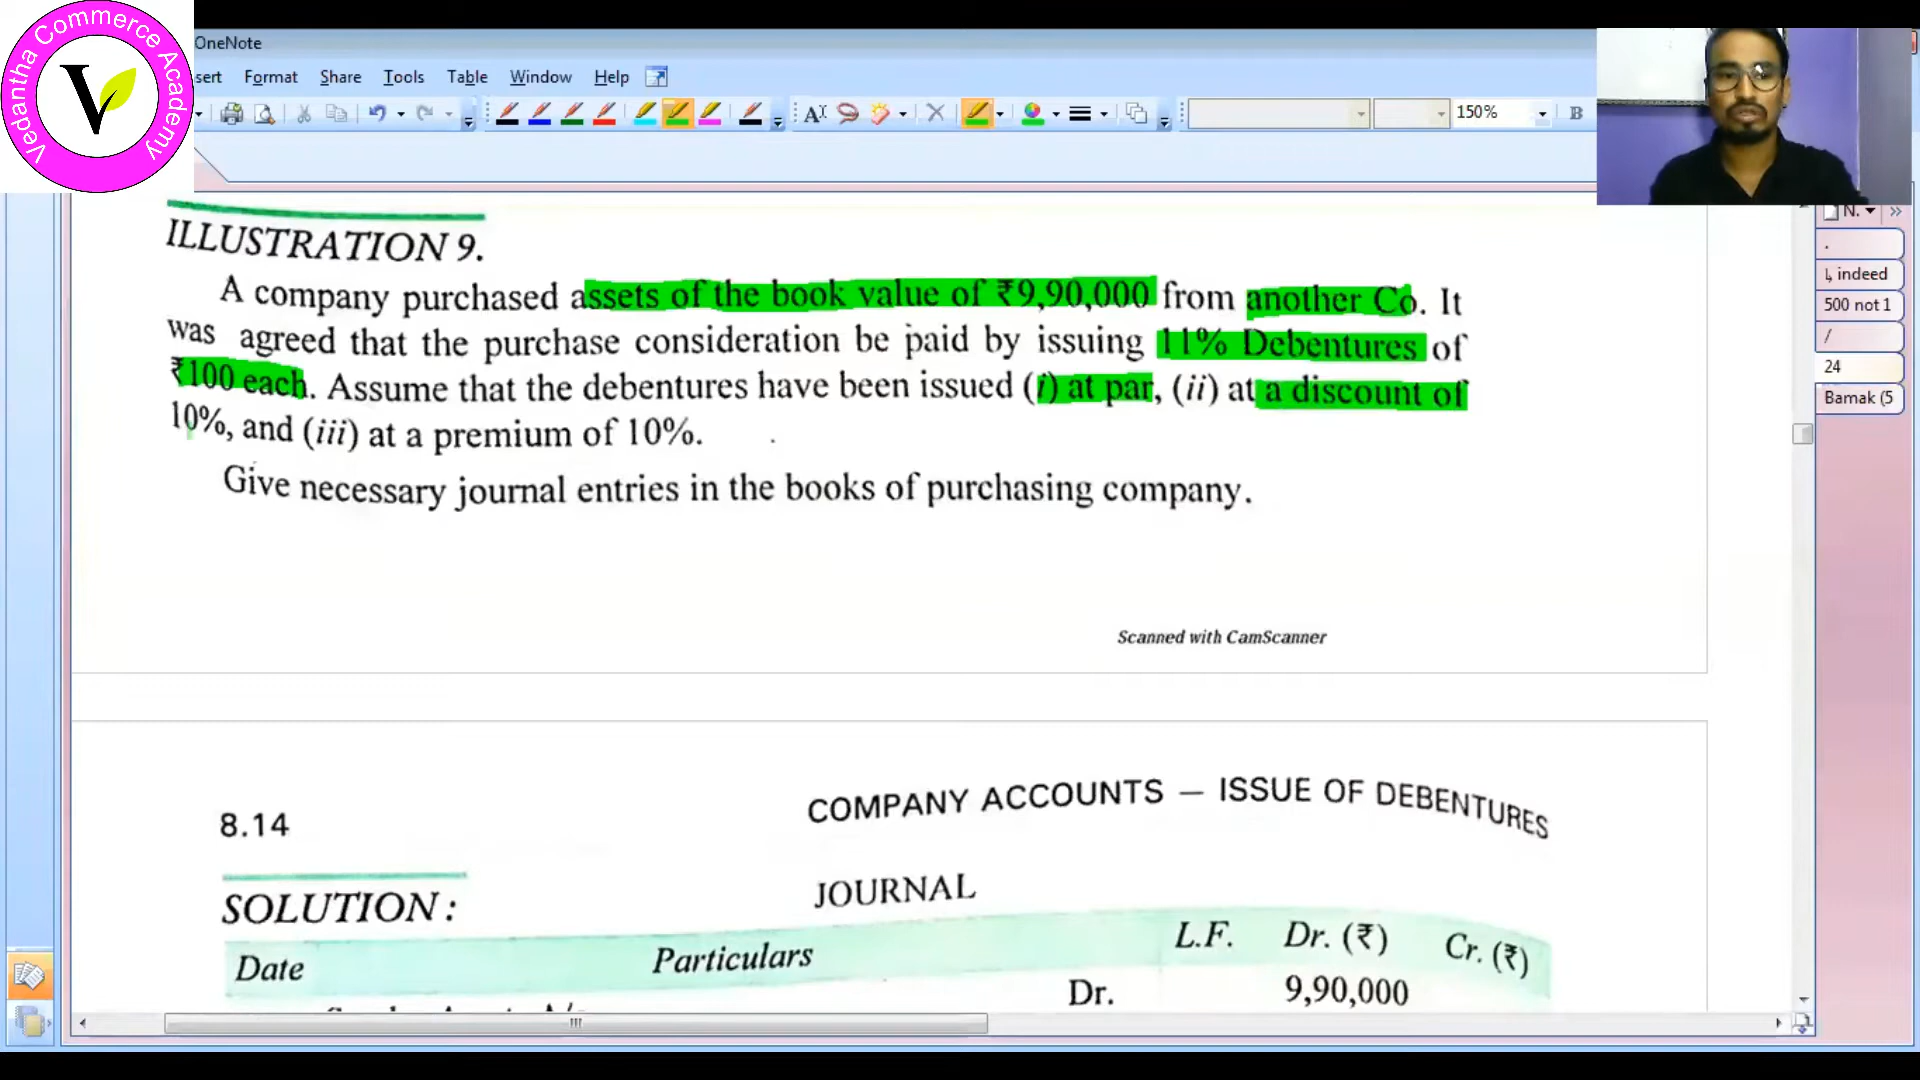 Vedantha Commerce Academy
V
OneNote
sert Format Share Tools Table Window Help
150% B
N.
.
indeed
500 not 1
/
24
Bamak (5
ILLUSTRATION 9.
A company purchased assets of the book value of ₹9,90,000 from another Co. It
was agreed that the purchase consideration be paid by issuing 11% Debentures of
₹100 each. Assume that the debentures have been issued (i) at par, (ii) at a discount of
10%, and (iii) at a premium of 10%.
Give necessary journal entries in the books of purchasing company.
Scanned with CamScanner
8.14 COMPANY ACCOUNTS — ISSUE OF DEBENTURES
SOLUTION : JOURNAL
Date Particulars L.F. Dr. (₹) Cr. (₹)
Dr. 9,90,000